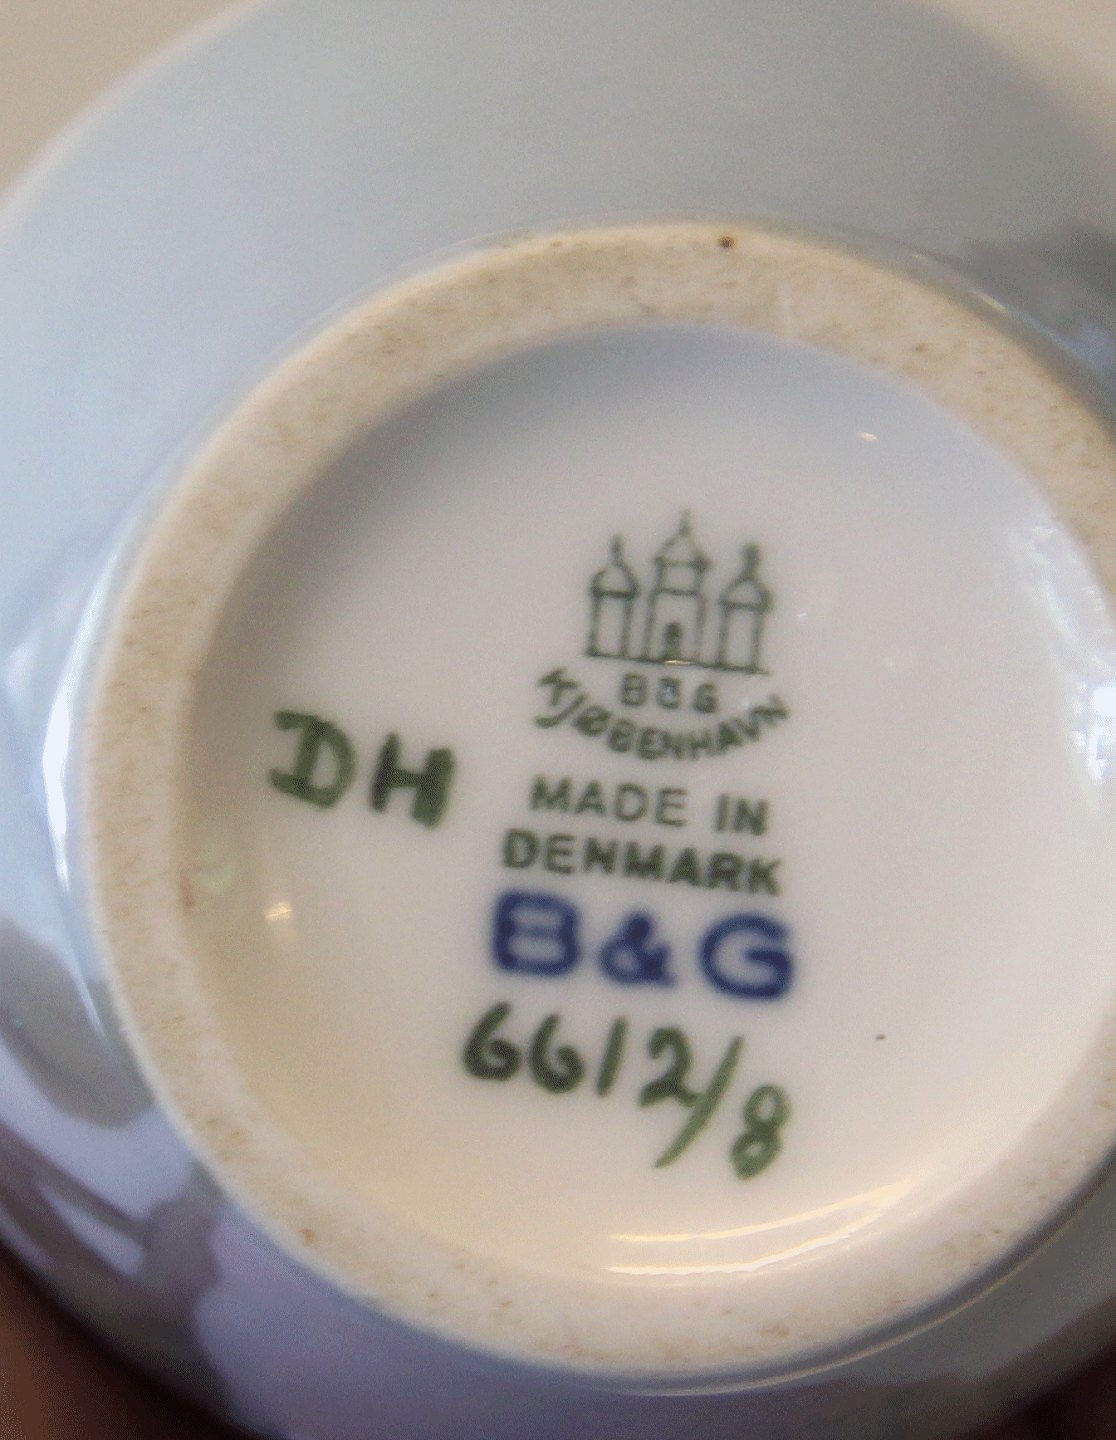 B&G
KJØBENHAVN
DH
MADE IN
DENMARK
B&G
6612/8